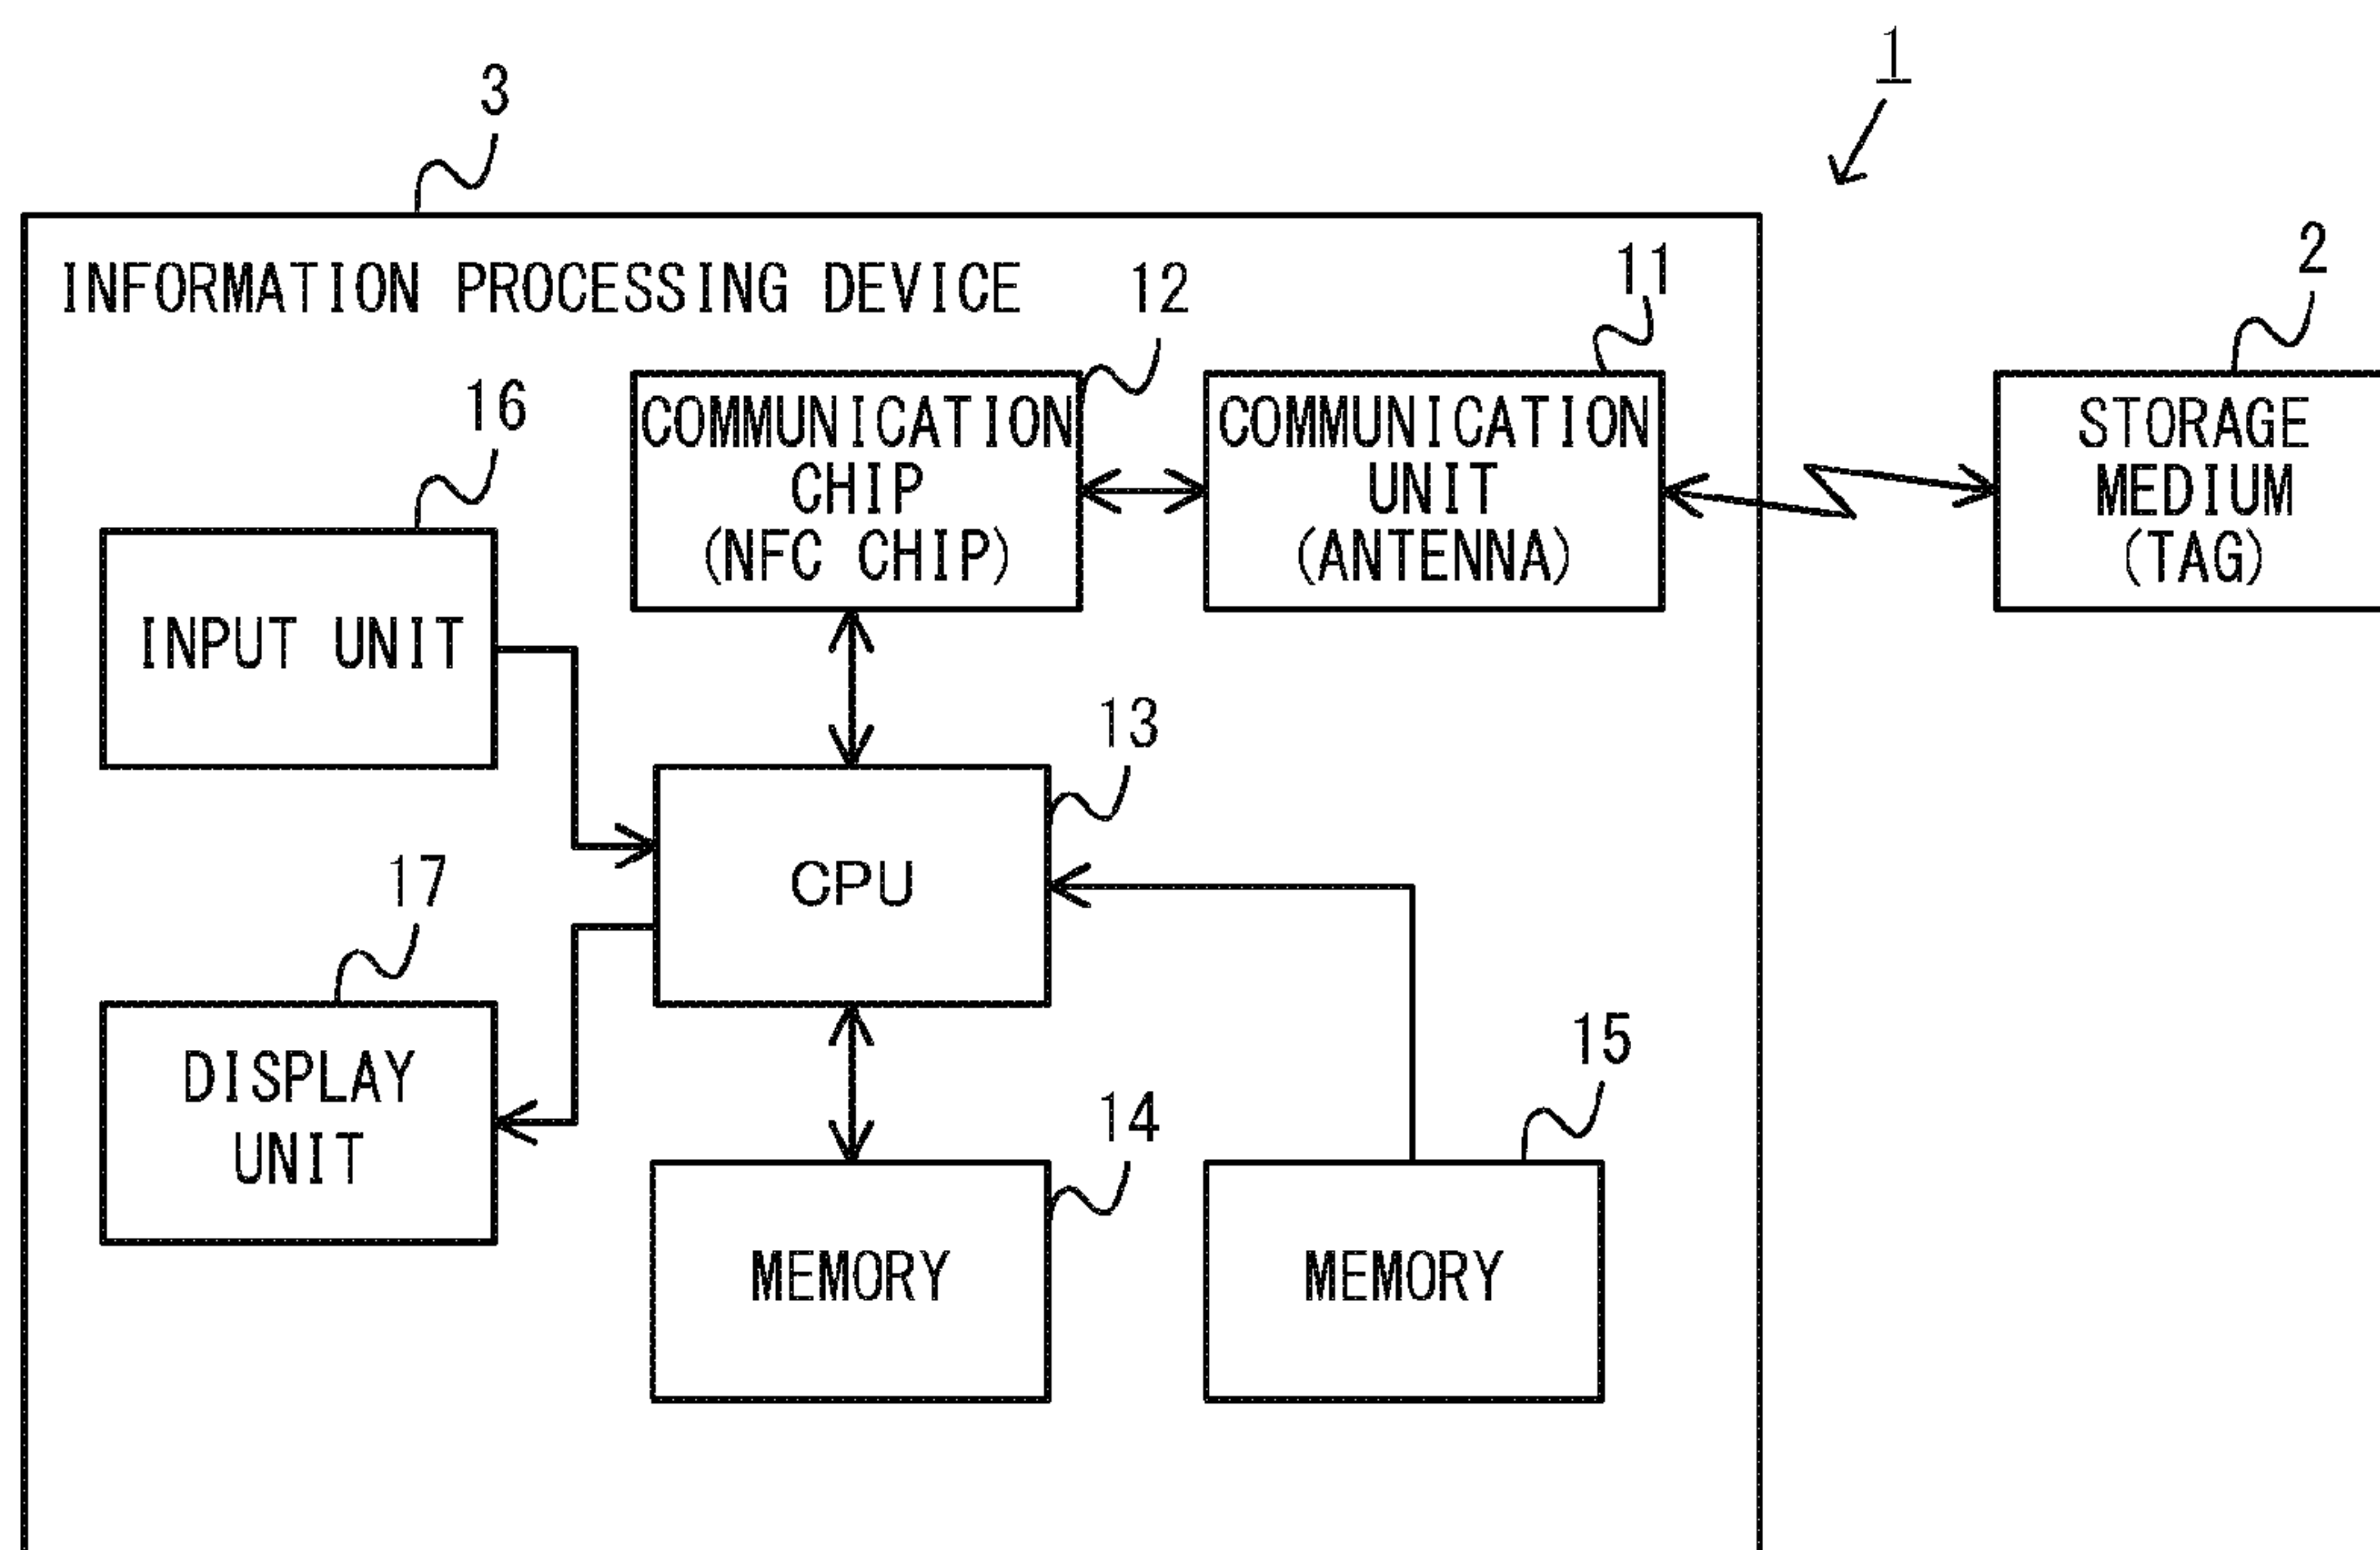 1
3
INFORMATION PROCESSING DEVICE
12
11
2
16
COMMUNICATION
CHIP
(NFC CHIP)
COMMUNICATION
UNIT
(ANTENNA)
STORAGE
MEDIUM
(TAG)
INPUT UNIT
13
CPU
17
DISPLAY
UNIT
14
MEMORY
15
MEMORY